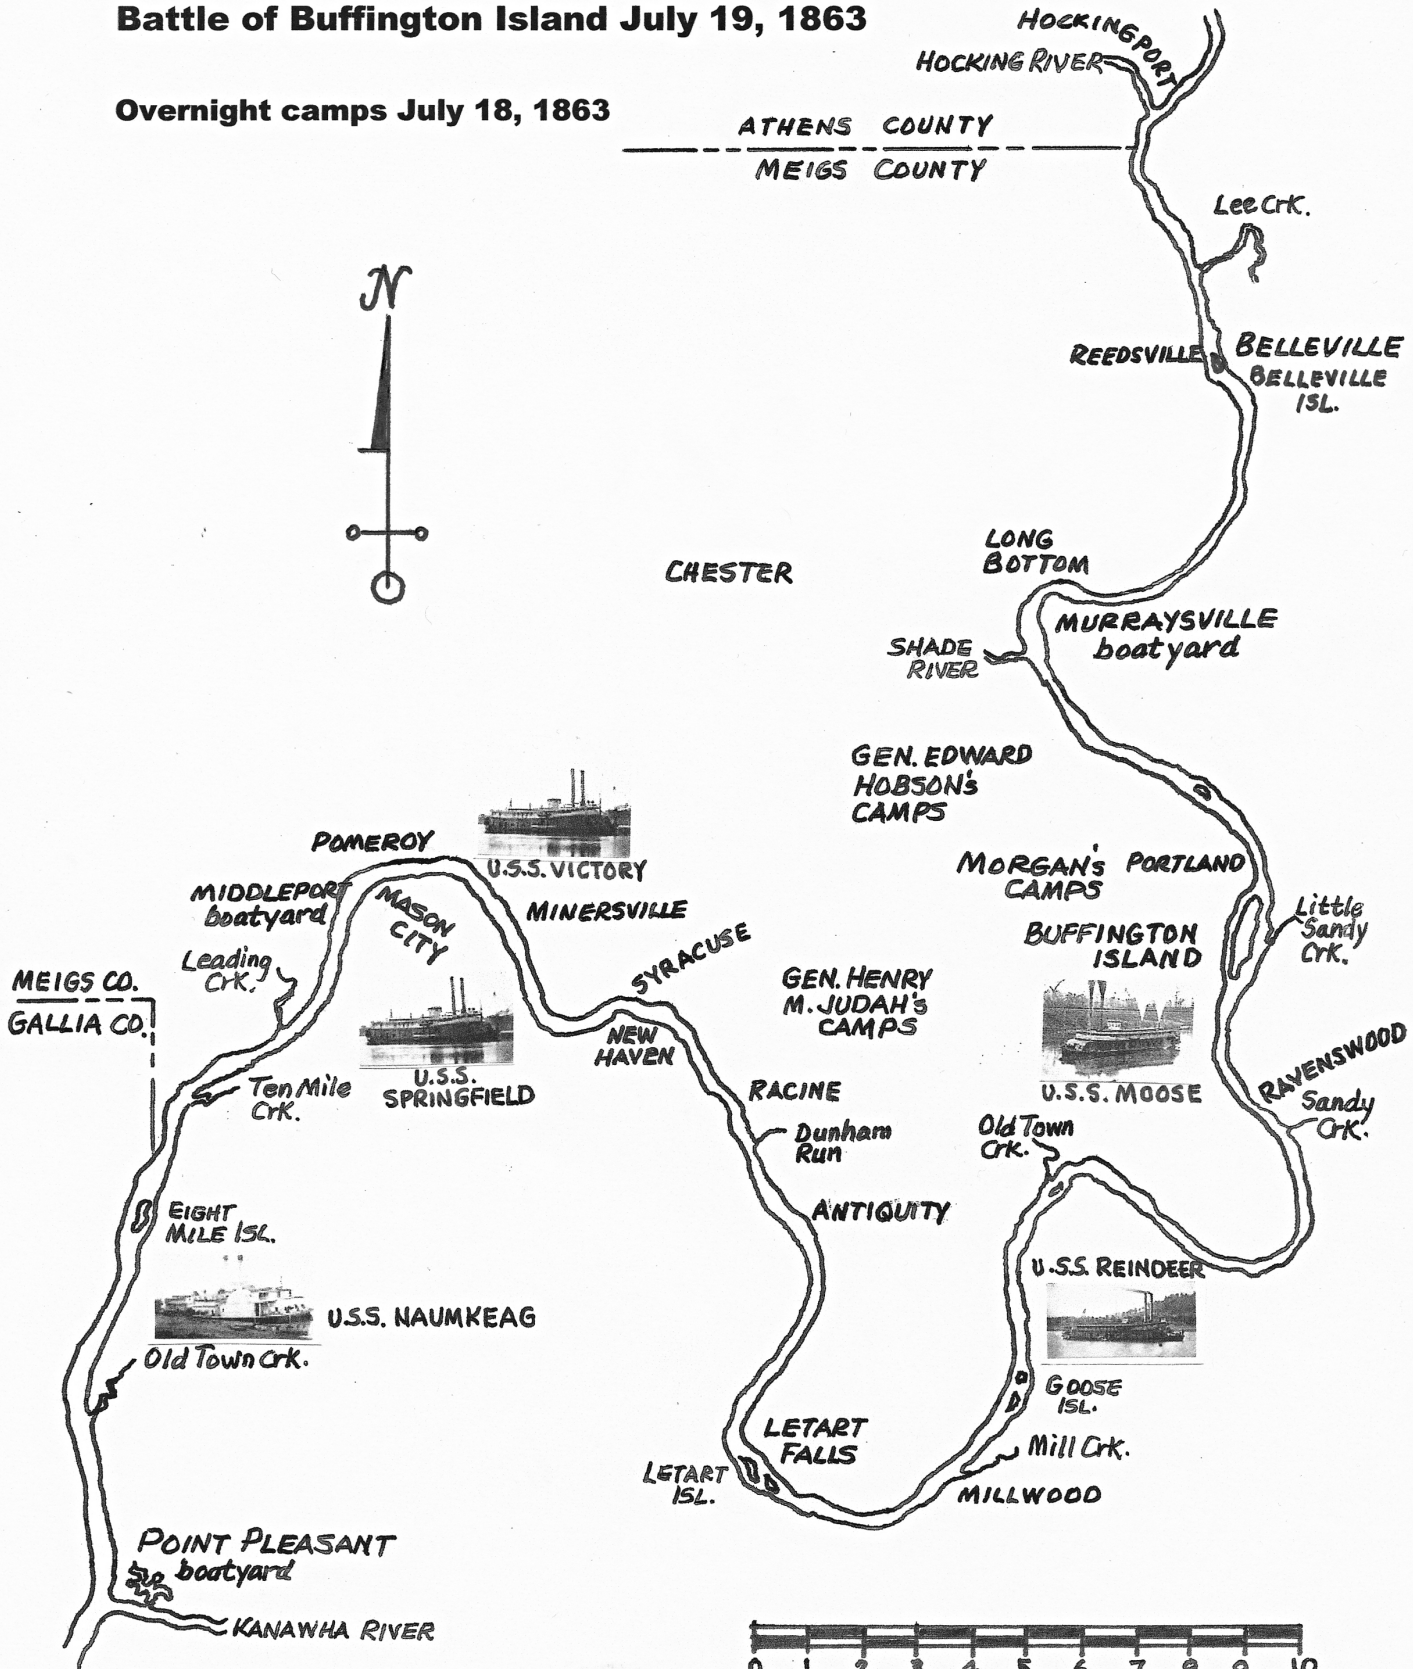 Battle of Buffington Island July 19, 1863
Overnight camps July 18, 1863
HOCKINGPORT
HOCKING RIVER
ATHENS COUNTY
MEIGS COUNTY
Lee Crk.
N
REEDSVILLE
BELLEVILLE
BELLEVILLE
ISL.
LONG
BOTTOM
CHESTER
MURRAYSVILLE
boatyard
SHADE
RIVER
GEN. EDWARD
HOBSON's
CAMPS
POMEROY
U.S.S. VICTORY
MORGAN's
CAMPS
PORTLAND
MIDDLEPORT
boatyard
MASON
CITY
MINERSVILLE
Little
Sandy
Crk.
BUFFINGTON
ISLAND
SYRACUSE
Leading
Crk.
MEIGS CO.
GALLIA CO.
GEN. HENRY
M. JUDAH's
CAMPS
NEW
HAVEN
RAVENSWOOD
U.S.S.
SPRINGFIELD
Ten Mile
Crk.
RACINE
U.S.S. MOOSE
Sandy
Crk.
Dunham
Run
Old Town
Crk.
EIGHT
MILE ISL.
ANTIQUITY
U.S.S. REINDEER
U.S.S. NAUMKEAG
Old Town Crk.
GOOSE
ISL.
LETART
FALLS
Mill Crk.
LETART
ISL.
MILLWOOD
POINT PLEASANT
boatyard
KANAWHA RIVER
0 1 2 3 4 5 6 7 8 9 10